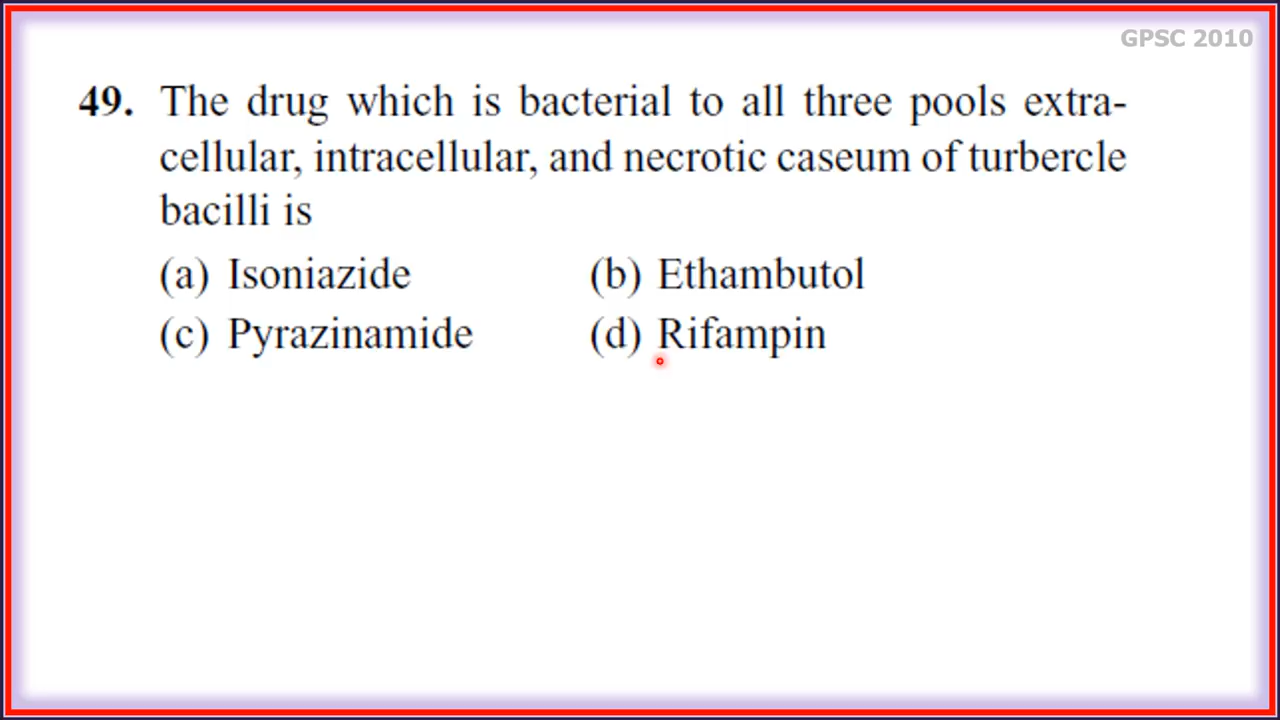 GPSC 2010
49. The drug which is bacterial to all three pools extra-
cellular, intracellular, and necrotic caseum of turbercle
bacilli is
(a) Isoniazide (b) Ethambutol
(c) Pyrazinamide (d) Rifampin